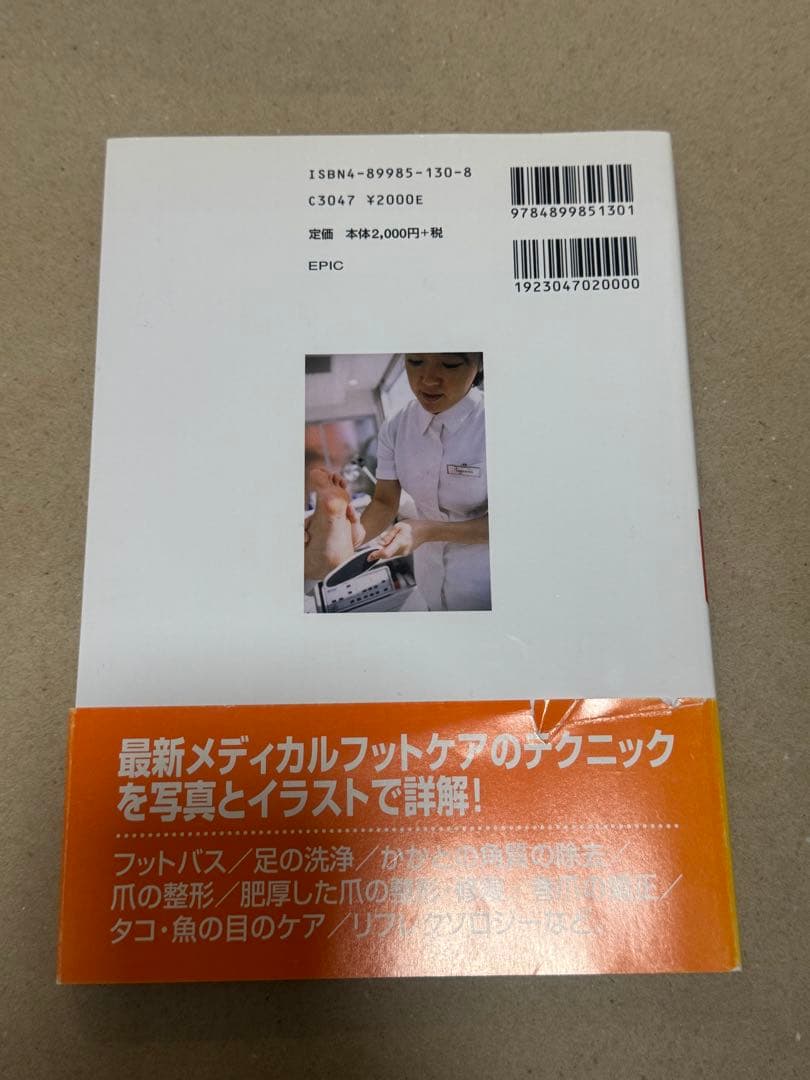 ISBN4-89985-130-8
C3047 ¥2000E
定価 本体2,000円+税
EPIC
9784899851301
1923047020000
最新メディカルフットケアのテクニック
を写真とイラストで詳解!
フットバス/足の洗浄/かかとの角質の除去/
爪の整形/肥厚した爪の整形・修復/巻爪の矯正/
タコ・魚の目のケア/リフレクソロジーなど、